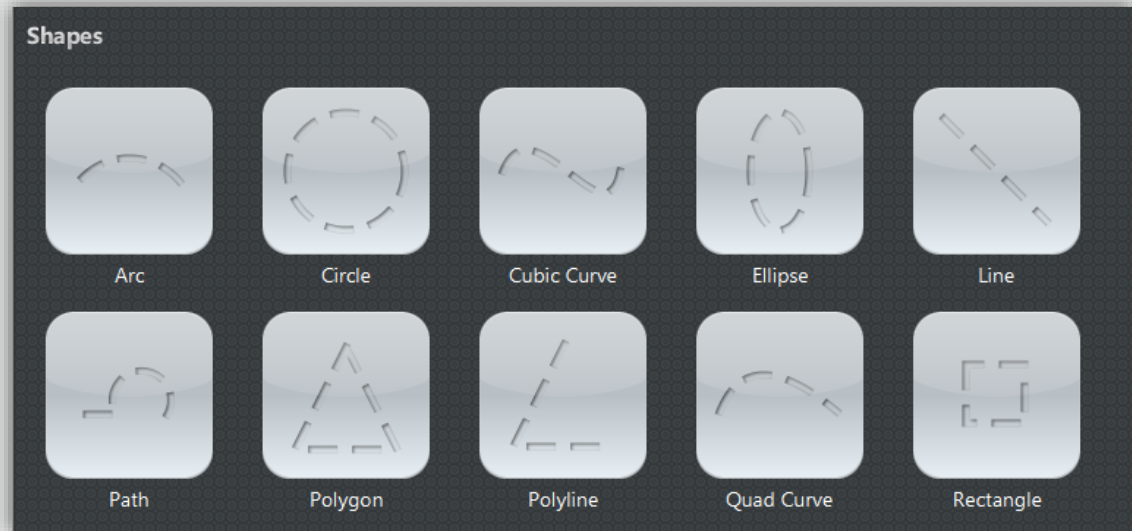 Shapes
Arc
Circle
Cubic Curve
Ellipse
Line
Path
Polygon
Polyline
Quad Curve
Rectangle